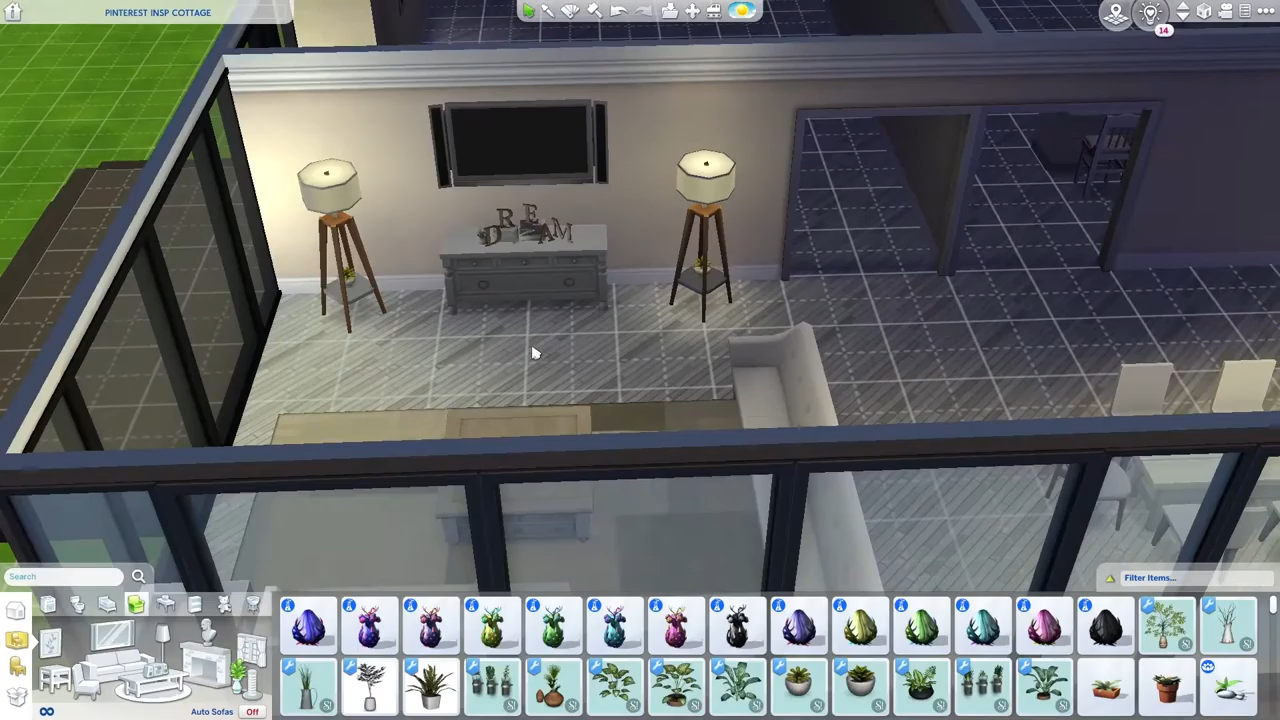 PINTEREST INSP COTTAGE
14
DREAM
Search
Filter Items...
Auto Sofas
Off